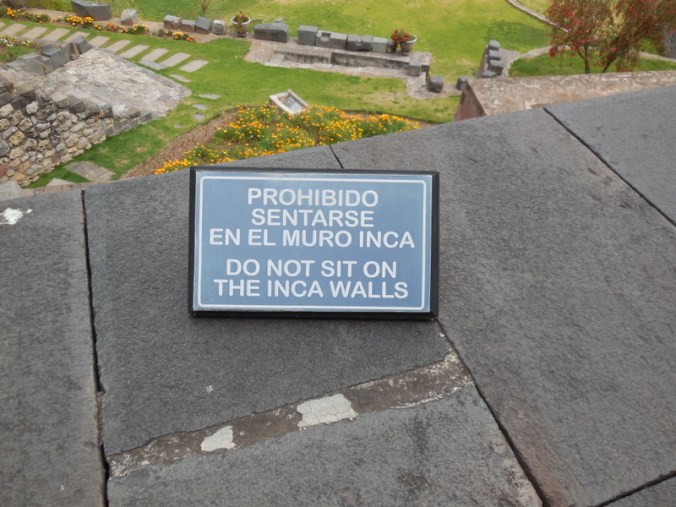 PROHIBIDO
SENTARSE
EN EL MURO INCA
DO NOT SIT ON
THE INCA WALLS